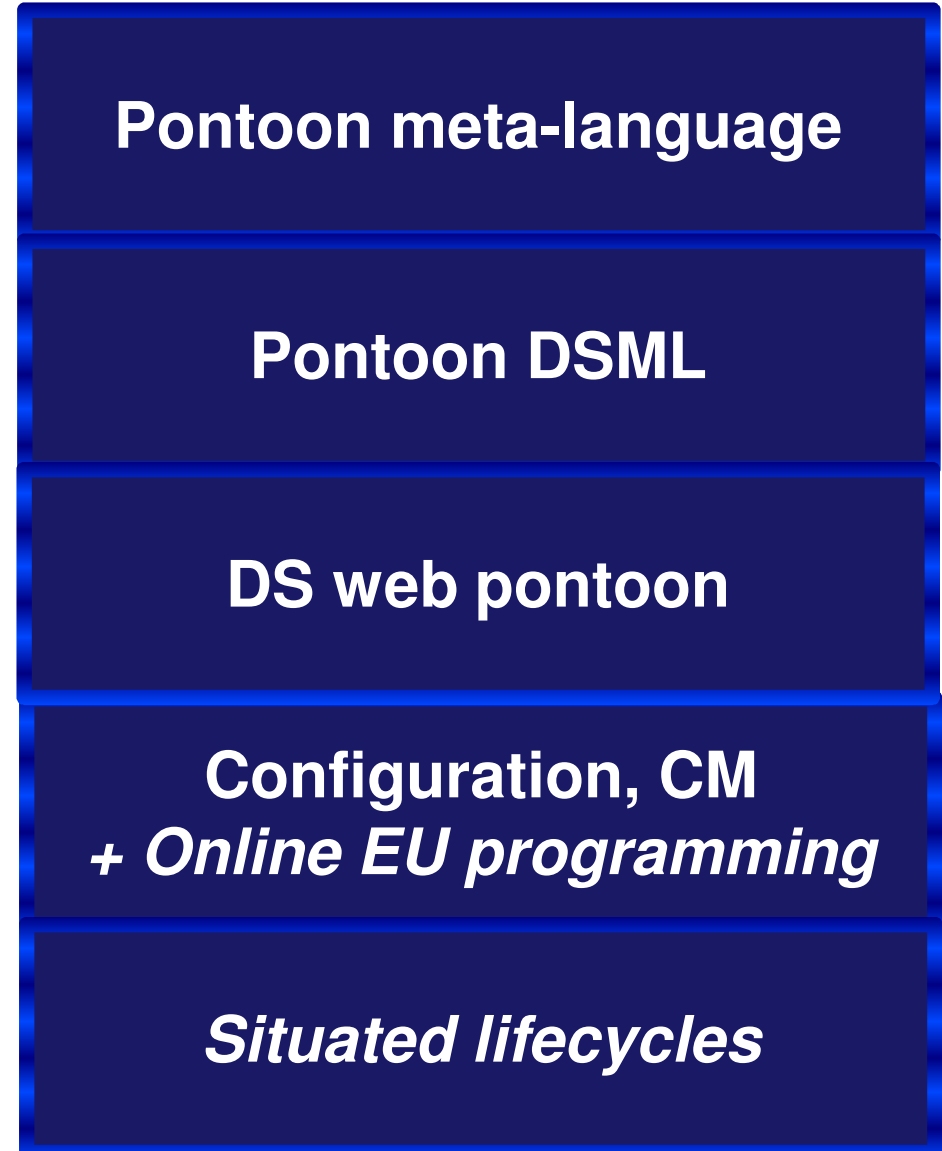 Pontoon meta-language
Pontoon DSML
DS web pontoon
Configuration, CM
+ Online EU programming
Situated lifecycles